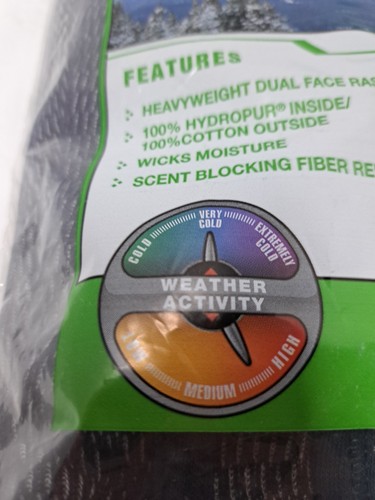 FEATURES
HEAVYWEIGHT DUAL FACE
100% HYDROPUR® INSIDE/
100%COTTON OUTSIDE
WICKS MOISTURE
SCENT BLOCKING FIBER
COLD
VERY
COLD
EXTREMELY
COLD
WEATHER
ACTIVITY
LOW
MEDIUM
HIGH